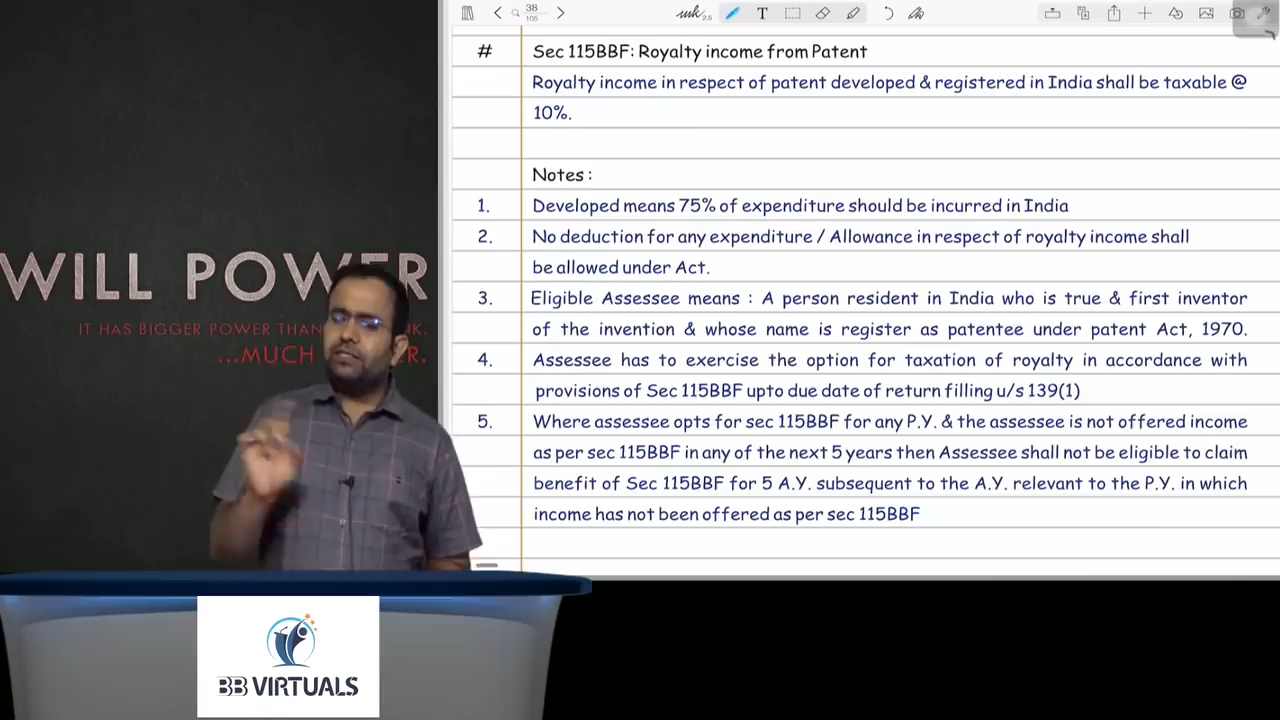 38
105
2.5
T
WILL POWER
IT HAS BIGGER POWER THAN
...MUCH
# Sec 115BBF: Royalty income from Patent
Royalty income in respect of patent developed & registered in India shall be taxable @
10%.
Notes :
1. Developed means 75% of expenditure should be incurred in India
2. No deduction for any expenditure / Allowance in respect of royalty income shall
be allowed under Act.
3. Eligible Assessee means : A person resident in India who is true & first inventor
of the invention & whose name is register as patentee under patent Act, 1970.
4. Assessee has to exercise the option for taxation of royalty in accordance with
provisions of Sec 115BBF upto due date of return filling u/s 139(1)
5. Where assessee opts for sec 115BBF for any P.Y. & the assessee is not offered income
as per sec 115BBF in any of the next 5 years then Assessee shall not be eligible to claim
benefit of Sec 115BBF for 5 A.Y. subsequent to the A.Y. relevant to the P.Y. in which
income has not been offered as per sec 115BBF
BB VIRTUALS